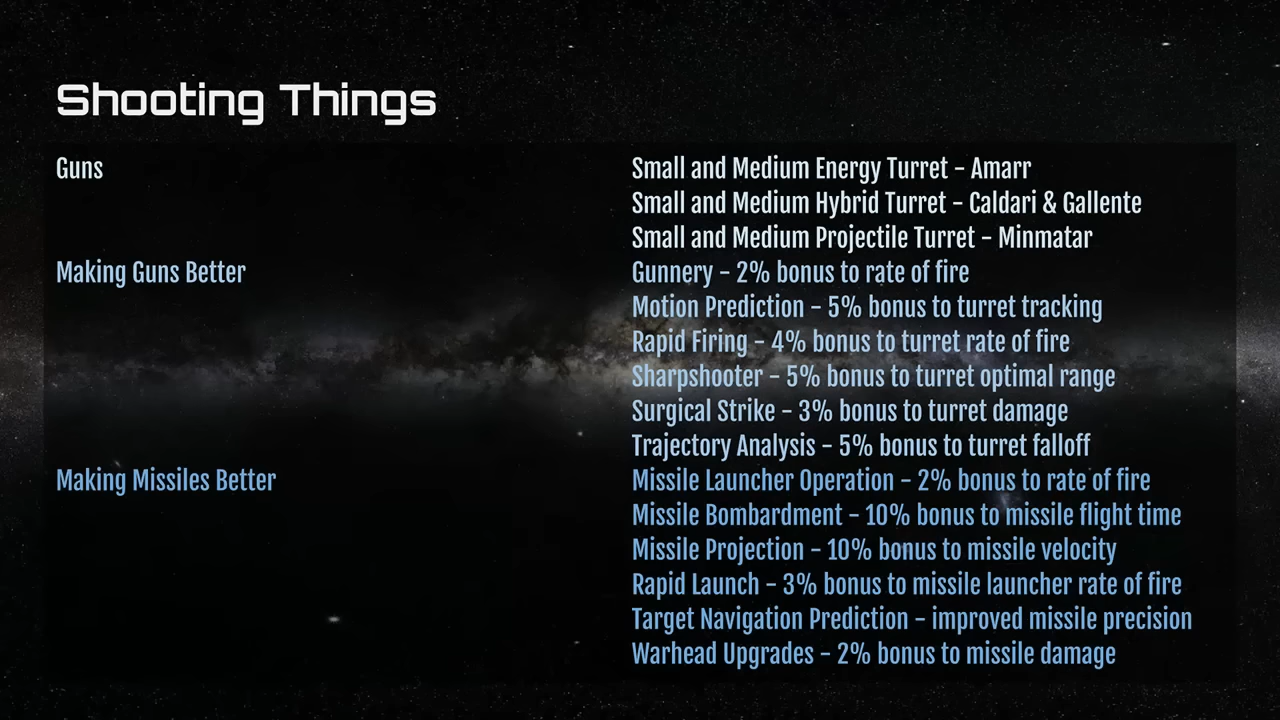 Shooting Things
Guns
Small and Medium Energy Turret – Amarr
Small and Medium Hybrid Turret – Caldari & Gallente
Small and Medium Projectile Turret – Minmatar
Making Guns Better
Gunnery – 2% bonus to rate of fire
Motion Prediction – 5% bonus to turret tracking
Rapid Firing – 4% bonus to turret rate of fire
Sharpshooter – 5% bonus to turret optimal range
Surgical Strike – 3% bonus to turret damage
Trajectory Analysis – 5% bonus to turret falloff
Making Missiles Better
Missile Launcher Operation – 2% bonus to rate of fire
Missile Bombardment – 10% bonus to missile flight time
Missile Projection – 10% bonus to missile velocity
Rapid Launch – 3% bonus to missile launcher rate of fire
Target Navigation Prediction – improved missile precision
Warhead Upgrades – 2% bonus to missile damage